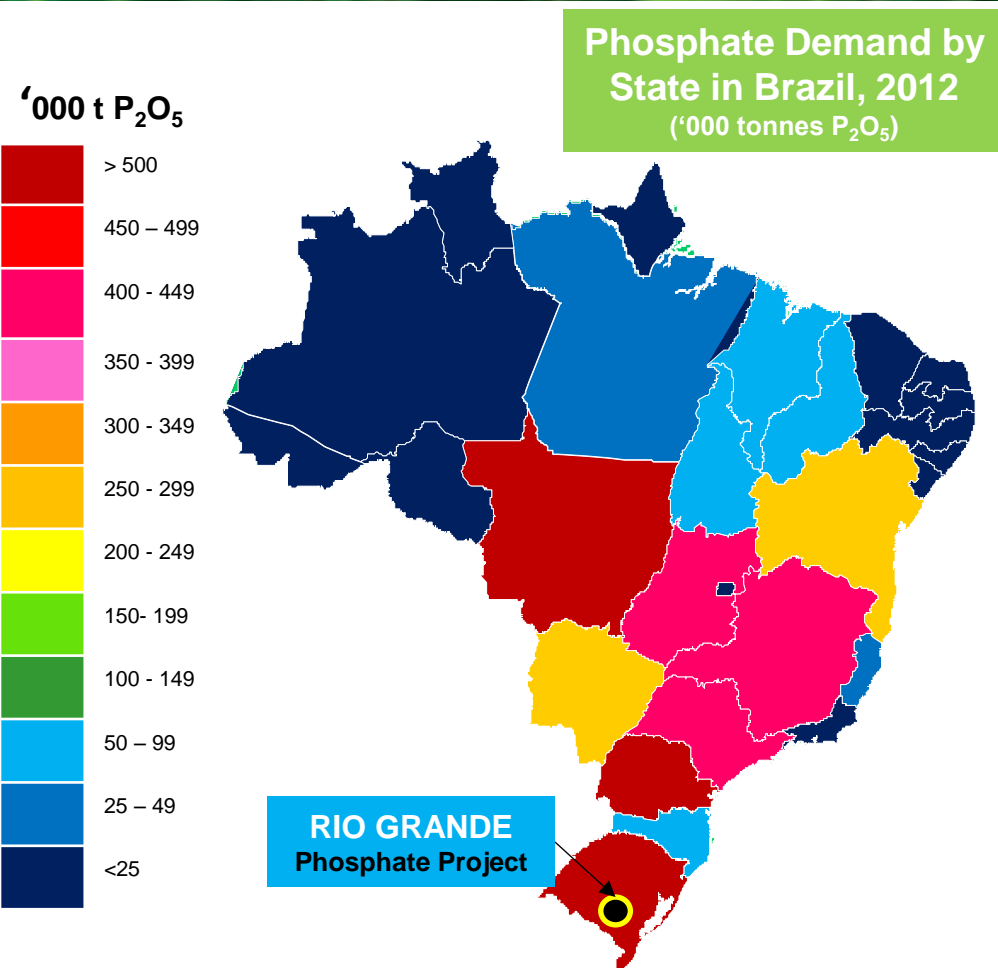 Phosphate Demand by
State in Brazil, 2012
(‘000 tonnes P₂O₅)
‘000 t P₂O₅
> 500
450 – 499
400 - 449
350 - 399
300 - 349
250 - 299
200 - 249
150- 199
100 - 149
50 – 99
25 – 49
<25
RIO GRANDE
Phosphate Project